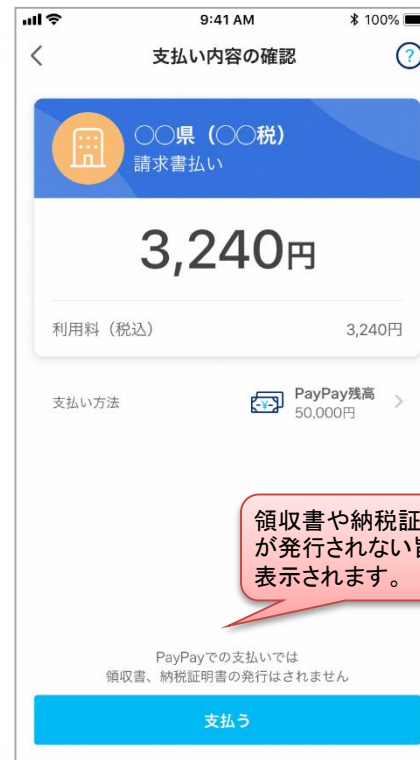 9:41 AM
100%
支払い内容の確認
?
○○県（○○税）
請求書払い
3,240円
利用料（税込）
3,240円
支払い方法
PayPay残高
50,000円
領収書や納税証
が発行されない
表示されます。
PayPayでの支払いでは
領収書、納税証明書の発行はされません
支払う